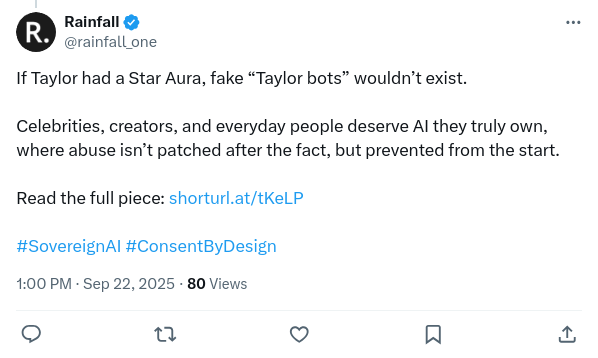 R.
Rainfall
@rainfall_one
If Taylor had a Star Aura, fake “Taylor bots” wouldn’t exist.
Celebrities, creators, and everyday people deserve AI they truly own,
where abuse isn’t patched after the fact, but prevented from the start.
Read the full piece: shorturl.at/tKeLP
#SovereignAI #ConsentByDesign
1:00 PM · Sep 22, 2025 · 80 Views